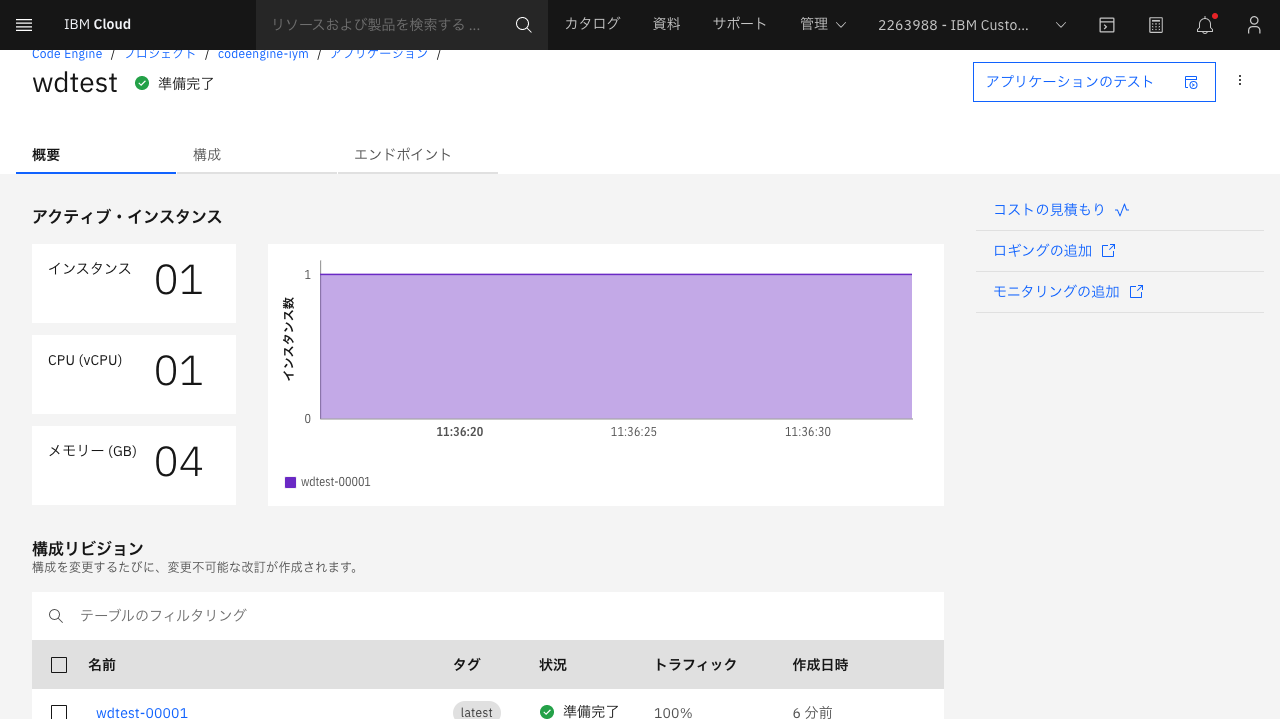 IBM Cloud リソースおよび製品を検索する ... カタログ 資料 サポート 管理 2263988 - IBM Custo...
Code Engine / プロジェクト / codeengine-iym / アプリケーション /
wdtest 準備完了 アプリケーションのテスト
概要 構成 エンドポイント
アクティブ・インスタンス
インスタンス 01
CPU (vCPU) 01
メモリー (GB) 04
インスタンス数
1
0
11:36:20 11:36:25 11:36:30
wdtest-00001
コストの見積もり
ロギングの追加
モニタリングの追加
構成リビジョン
構成を変更するたびに、変更不可能な改訂が作成されます。
テーブルのフィルタリング
名前 タグ 状況 トラフィック 作成日時
wdtest-00001 latest 準備完了 100% 6 分前